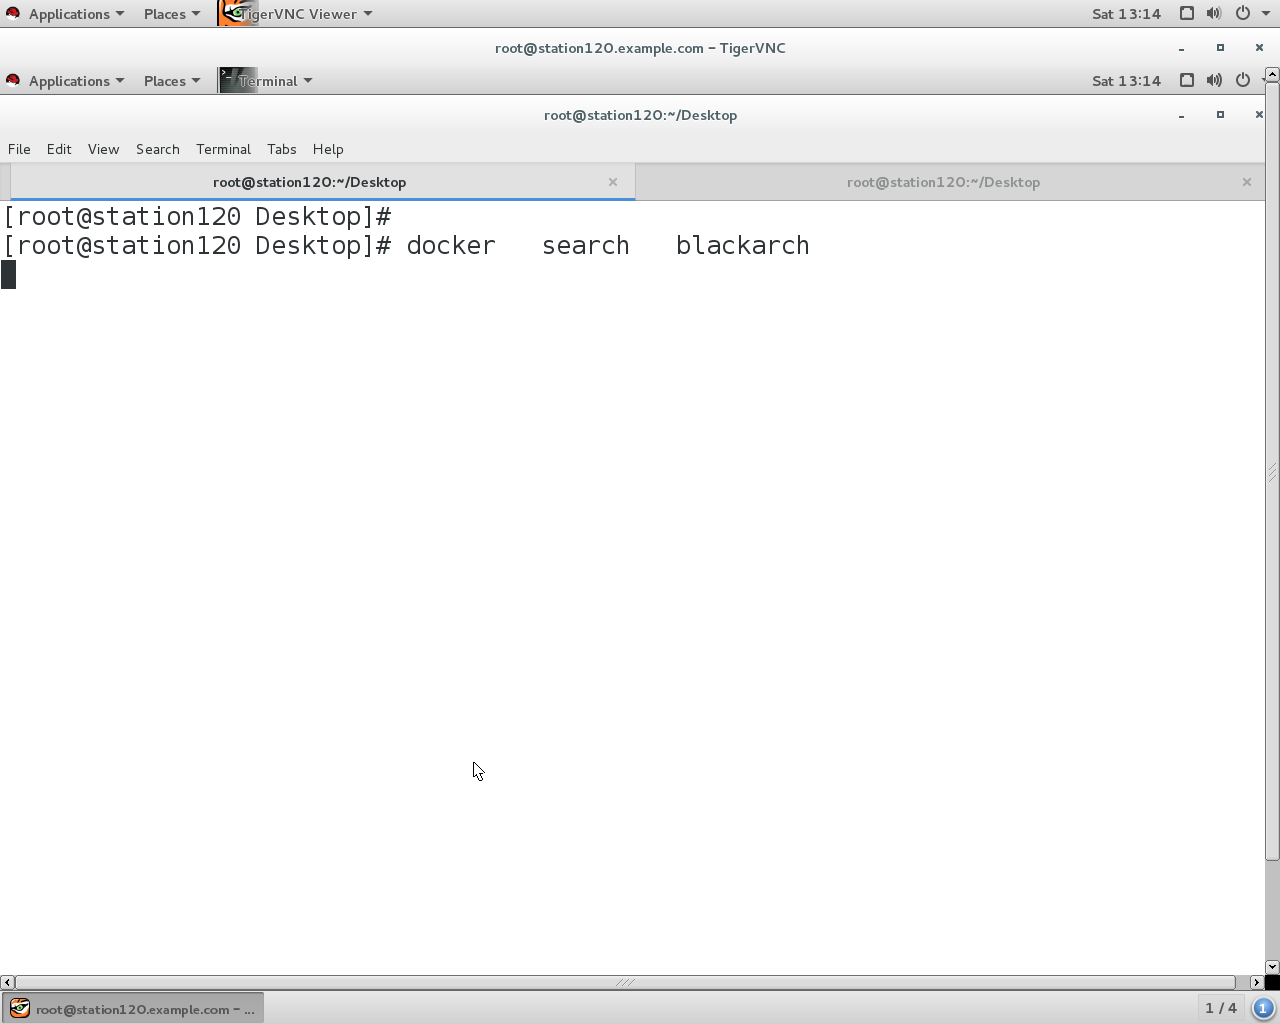 Applications Places TigerVNC Viewer Sat 13:14
root@station120.example.com - TigerVNC
Applications Places Terminal Sat 13:14
root@station120:~/Desktop
File Edit View Search Terminal Tabs Help
root@station120:~/Desktop root@station120:~/Desktop
[root@station120 Desktop]#
[root@station120 Desktop]# docker   search   blackarch
root@station120.example.com - ... 1 / 4 1